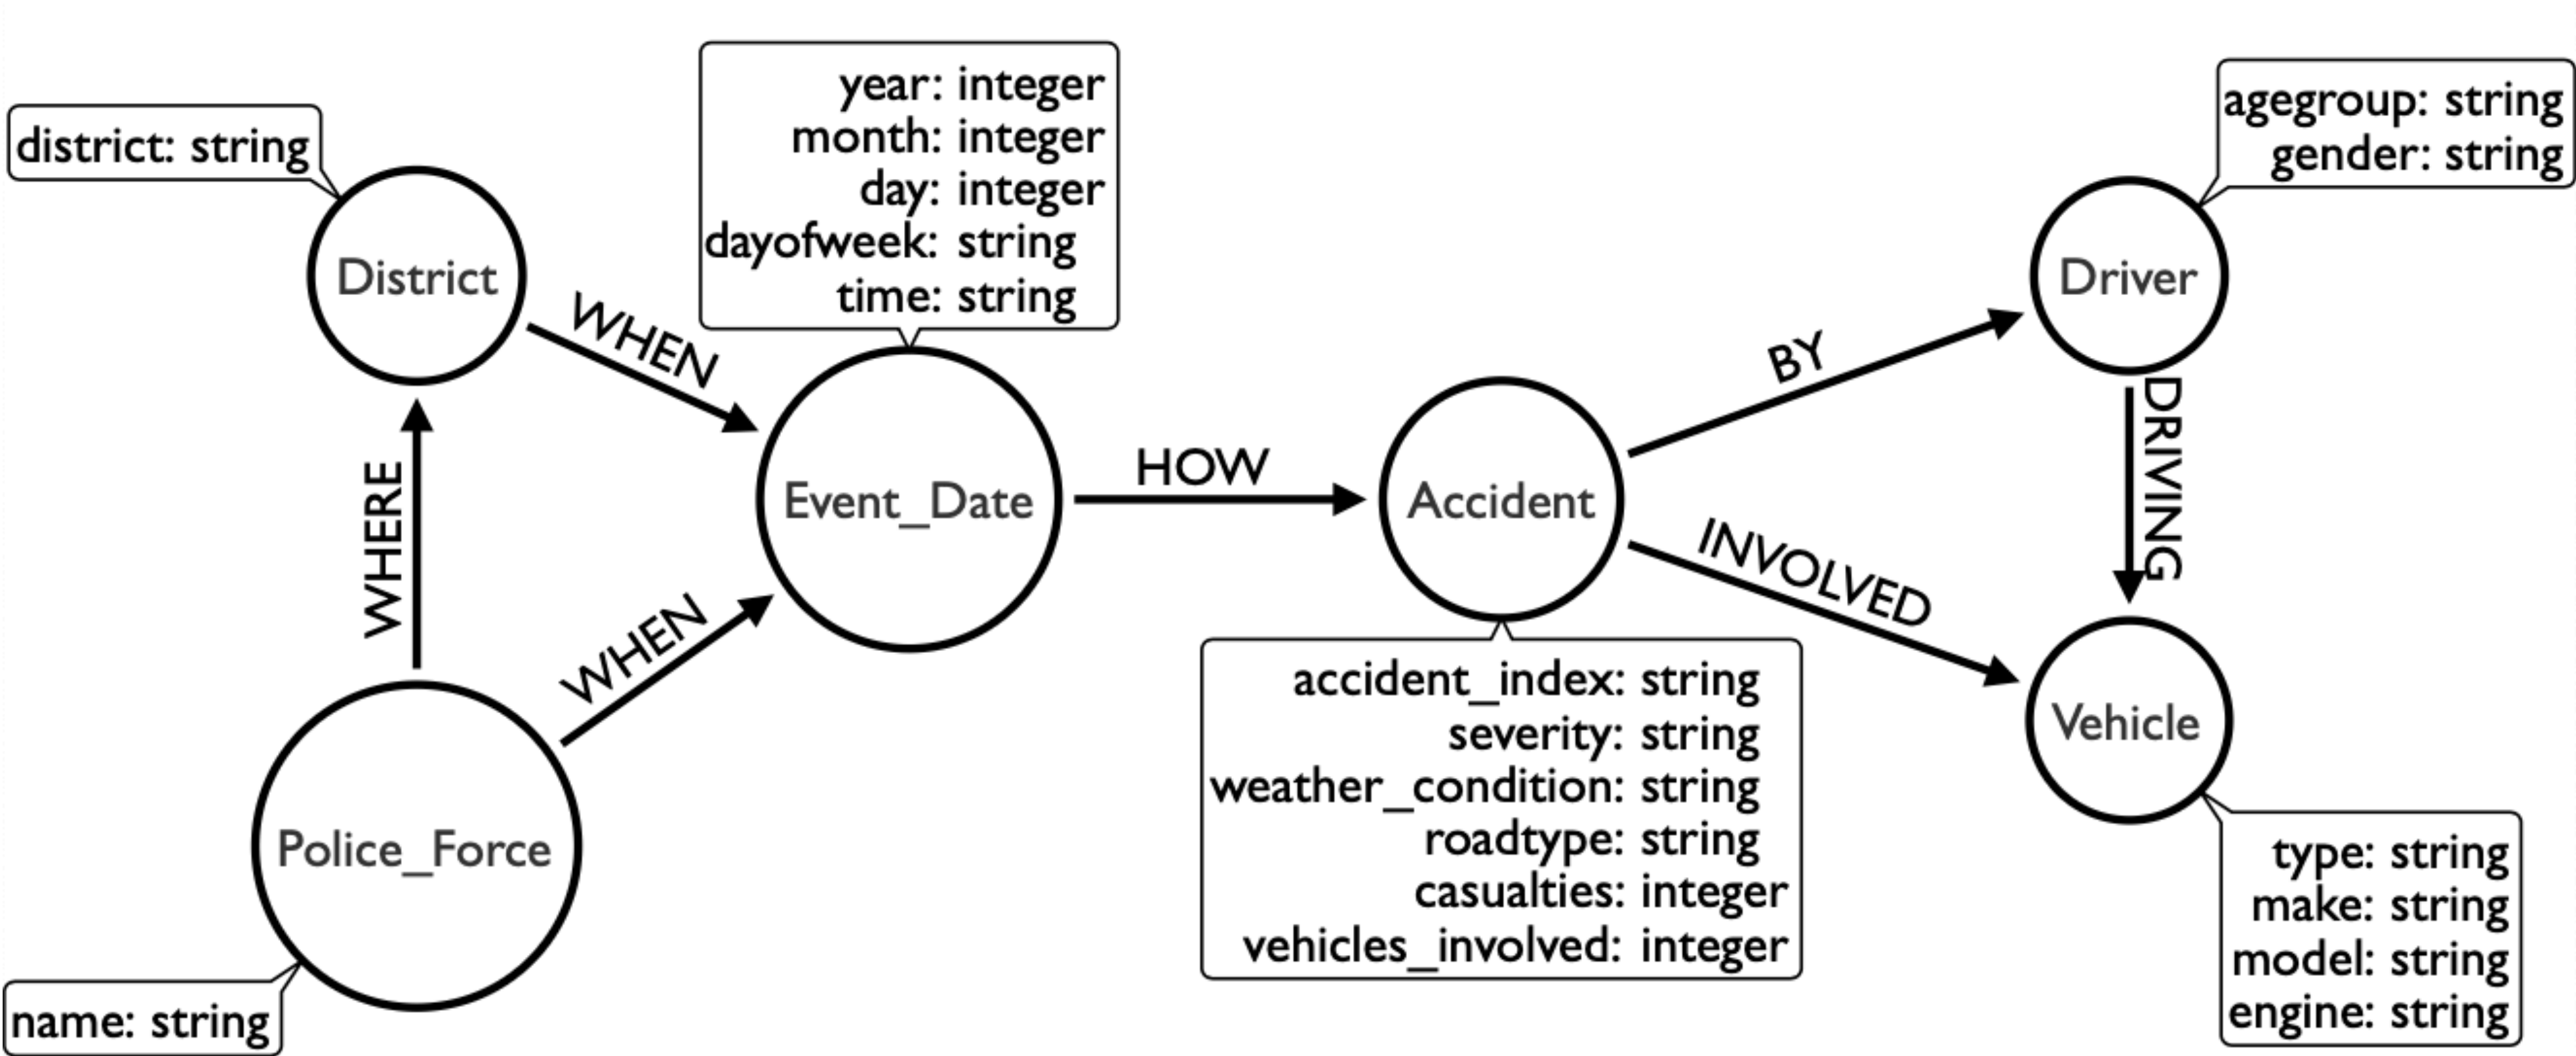 district: string
District
WHEN
year: integer
month: integer
day: integer
dayofweek: string
time: string
Event_Date
WHERE
WHEN
Police_Force
name: string
HOW
Accident
accident_index: string
severity: string
weather_condition: string
roadtype: string
casualties: integer
vehicles_involved: integer
BY
INVOLVED
agegroup: string
gender: string
Driver
DRIVING
Vehicle
type: string
make: string
model: string
engine: string